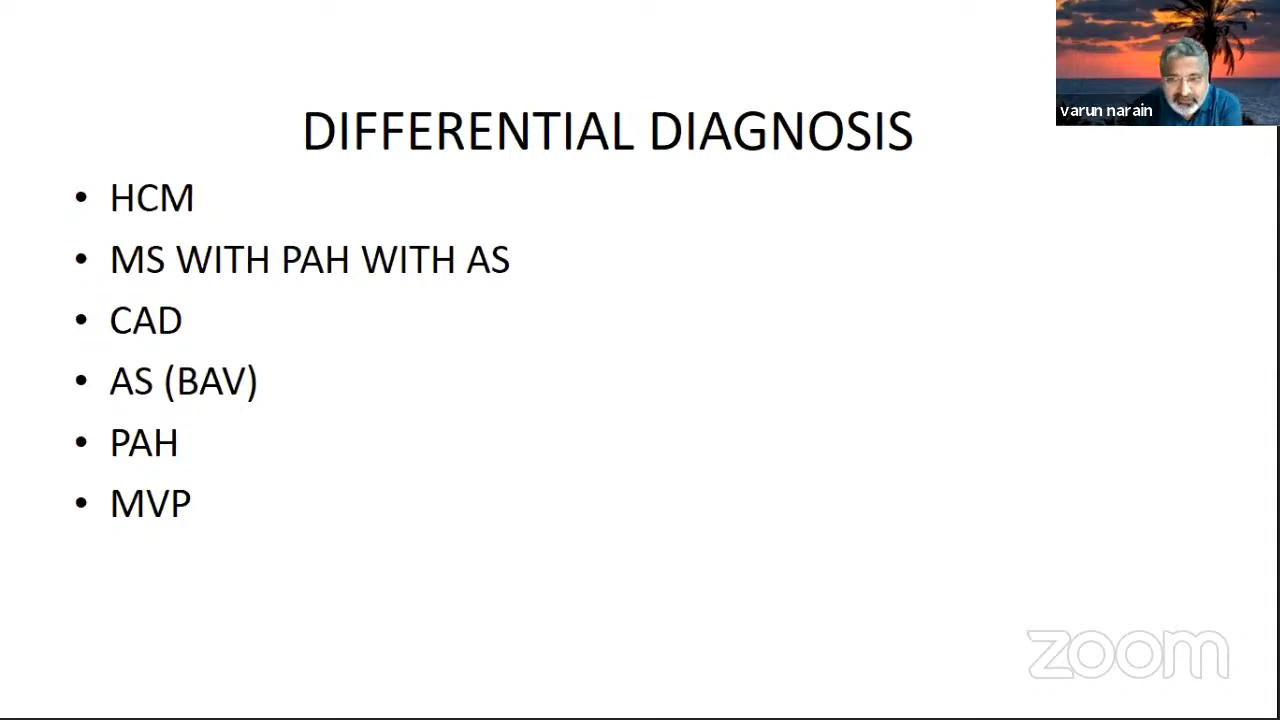 varun narain
DIFFERENTIAL DIAGNOSIS
• HCM
• MS WITH PAH WITH AS
• CAD
• AS (BAV)
• PAH
• MVP
zoom